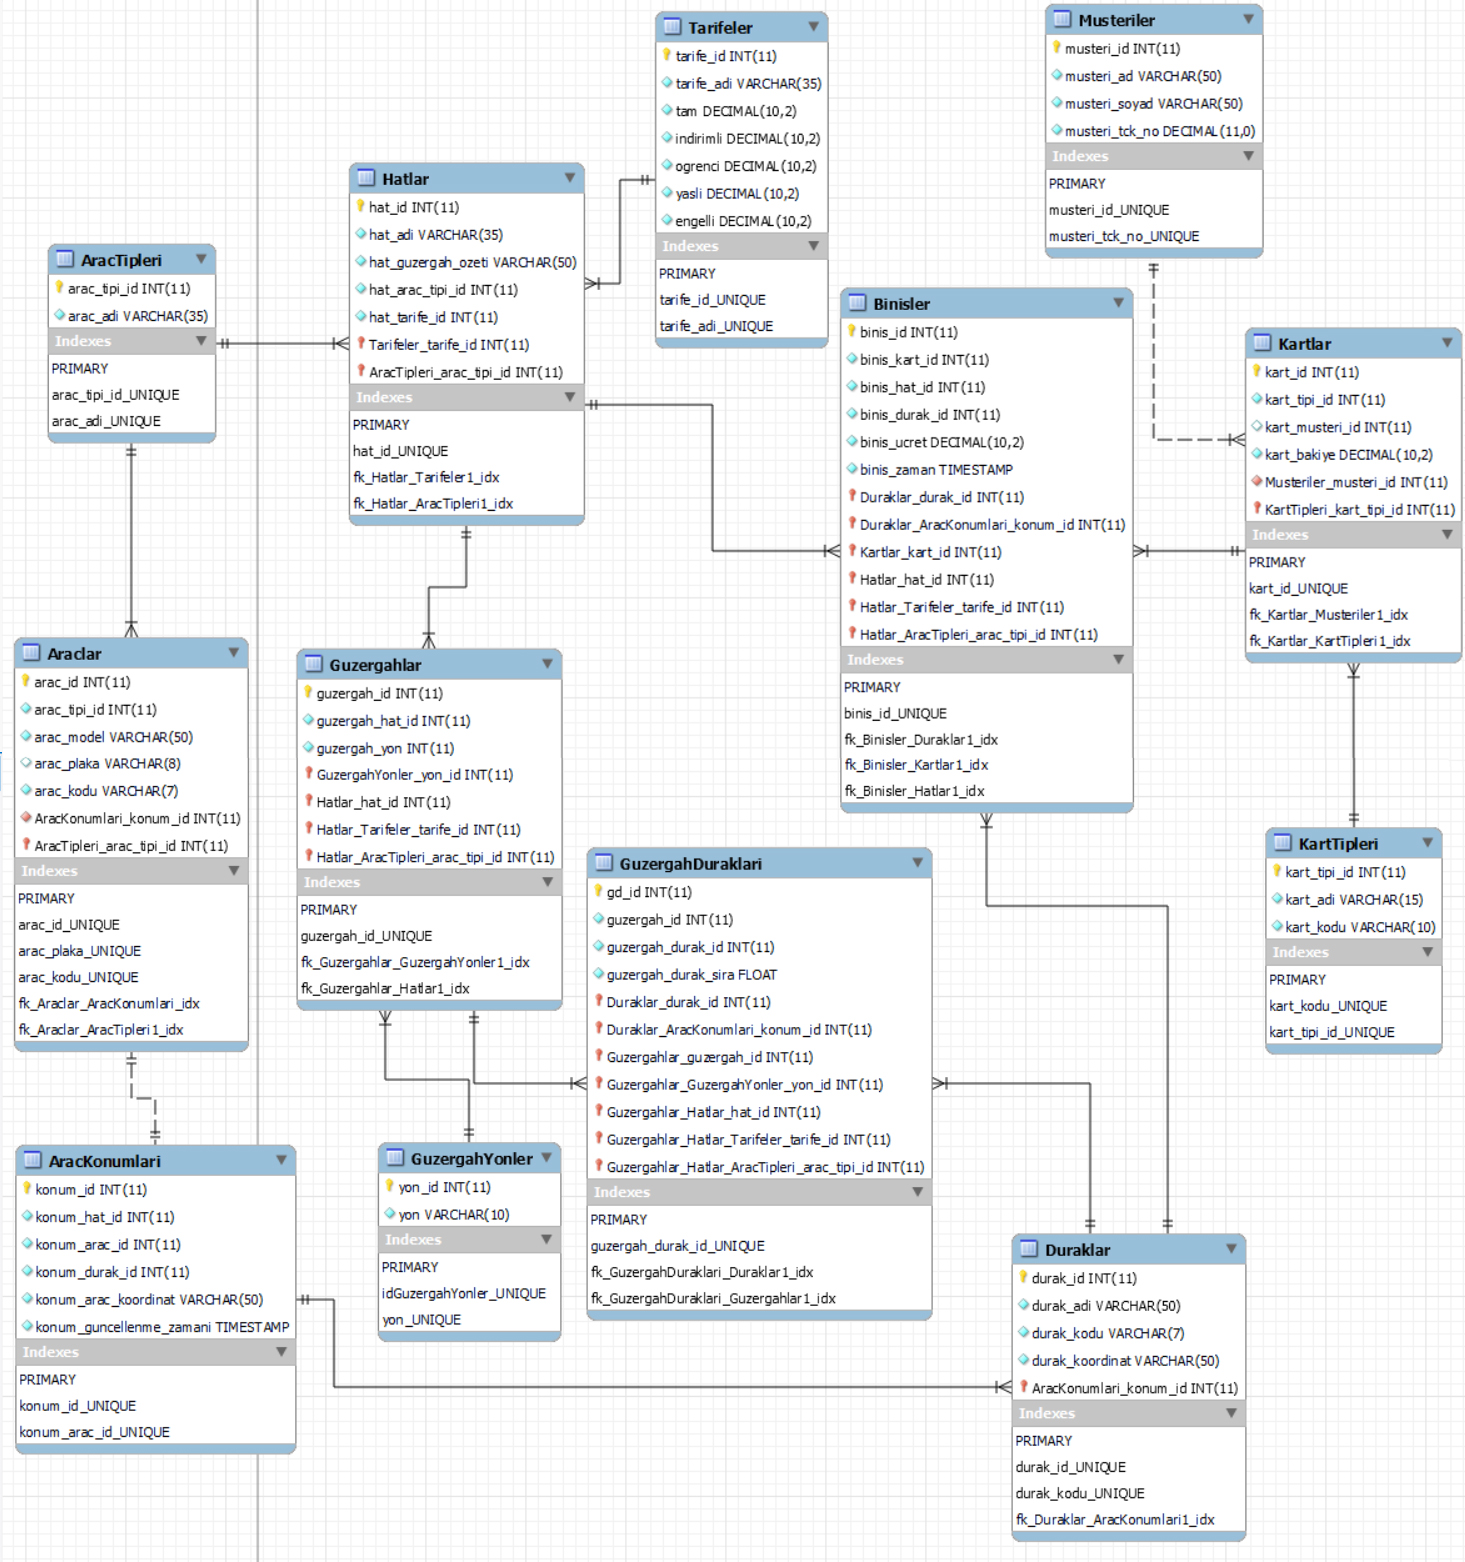 Tarifeler
tarife_id INT(11)
tarife_adi VARCHAR(35)
tam DECIMAL(10,2)
indirimli DECIMAL(10,2)
ogrenci DECIMAL(10,2)
yasli DECIMAL(10,2)
engelli DECIMAL(10,2)
Indexes
PRIMARY
tarife_id_UNIQUE
tarife_adi_UNIQUE
Musteriler
musteri_id INT(11)
musteri_ad VARCHAR(50)
musteri_soyad VARCHAR(50)
musteri_tck_no DECIMAL(11,0)
Indexes
PRIMARY
musteri_id_UNIQUE
musteri_tck_no_UNIQUE
Hatlar
hat_id INT(11)
hat_adi VARCHAR(35)
hat_guzergah_ozeti VARCHAR(50)
hat_arac_tipi_id INT(11)
hat_tarife_id INT(11)
Tarifeler_tarife_id INT(11)
AracTipleri_arac_tipi_id INT(11)
Indexes
PRIMARY
hat_id_UNIQUE
fk_Hatlar_Tarifeler1_idx
fk_Hatlar_AracTipleri1_idx
AracTipleri
arac_tipi_id INT(11)
arac_adi VARCHAR(35)
Indexes
PRIMARY
arac_tipi_id_UNIQUE
arac_adi_UNIQUE
Binisler
binis_id INT(11)
binis_kart_id INT(11)
binis_hat_id INT(11)
binis_durak_id INT(11)
binis_ucret DECIMAL(10,2)
binis_zaman TIMESTAMP
Duraklar_durak_id INT(11)
Duraklar_AracKonumlari_konum_id INT(11)
Kartlar_kart_id INT(11)
Hatlar_hat_id INT(11)
Hatlar_Tarifeler_tarife_id INT(11)
Hatlar_AracTipleri_arac_tipi_id INT(11)
Indexes
PRIMARY
binis_id_UNIQUE
fk_Binisler_Duraklar1_idx
fk_Binisler_Kartlar1_idx
fk_Binisler_Hatlar1_idx
Kartlar
kart_id INT(11)
kart_tipi_id INT(11)
kart_musteri_id INT(11)
kart_bakiye DECIMAL(10,2)
Musteriler_musteri_id INT(11)
KartTipleri_kart_tipi_id INT(11)
Indexes
PRIMARY
kart_id_UNIQUE
fk_Kartlar_Musteriler1_idx
fk_Kartlar_KartTipleri1_idx
Araclar
arac_id INT(11)
arac_tipi_id INT(11)
arac_model VARCHAR(50)
arac_plaka VARCHAR(8)
arac_kodu VARCHAR(7)
AracKonumlari_konum_id INT(11)
AracTipleri_arac_tipi_id INT(11)
Indexes
PRIMARY
arac_id_UNIQUE
arac_plaka_UNIQUE
arac_kodu_UNIQUE
fk_Araclar_AracKonumlari_idx
fk_Araclar_AracTipleri1_idx
Guzergahlar
guzergah_id INT(11)
guzergah_hat_id INT(11)
guzergah_yon INT(11)
GuzergahYonler_yon_id INT(11)
Hatlar_hat_id INT(11)
Hatlar_Tarifeler_tarife_id INT(11)
Hatlar_AracTipleri_arac_tipi_id INT(11)
Indexes
PRIMARY
guzergah_id_UNIQUE
fk_Guzergahlar_GuzergahYonler1_idx
fk_Guzergahlar_Hatlar1_idx
GuzergahDuraklari
gd_id INT(11)
guzergah_id INT(11)
guzergah_durak_id INT(11)
guzergah_durak_sira FLOAT
Duraklar_durak_id INT(11)
Duraklar_AracKonumlari_konum_id INT(11)
Guzergahlar_guzergah_id INT(11)
Guzergahlar_GuzergahYonler_yon_id INT(11)
Guzergahlar_Hatlar_hat_id INT(11)
Guzergahlar_Hatlar_Tarifeler_tarife_id INT(11)
Guzergahlar_Hatlar_AracTipleri_arac_tipi_id INT(11)
Indexes
PRIMARY
guzergah_durak_id_UNIQUE
fk_GuzergahDuraklari_Duraklar1_idx
fk_GuzergahDuraklari_Guzergahlar1_idx
KartTipleri
kart_tipi_id INT(11)
kart_adi VARCHAR(15)
kart_kodu VARCHAR(10)
Indexes
PRIMARY
kart_kodu_UNIQUE
kart_tipi_id_UNIQUE
AracKonumlari
konum_id INT(11)
konum_hat_id INT(11)
konum_arac_id INT(11)
konum_durak_id INT(11)
konum_arac_koordinat VARCHAR(50)
konum_guncellenme_zamani TIMESTAMP
Indexes
PRIMARY
konum_id_UNIQUE
konum_arac_id_UNIQUE
GuzergahYonler
yon_id INT(11)
yon VARCHAR(10)
Indexes
PRIMARY
idGuzergahYonler_UNIQUE
yon_UNIQUE
Duraklar
durak_id INT(11)
durak_adi VARCHAR(50)
durak_kodu VARCHAR(7)
durak_koordinat VARCHAR(50)
AracKonumlari_konum_id INT(11)
Indexes
PRIMARY
durak_id_UNIQUE
durak_kodu_UNIQUE
fk_Duraklar_AracKonumlari1_idx